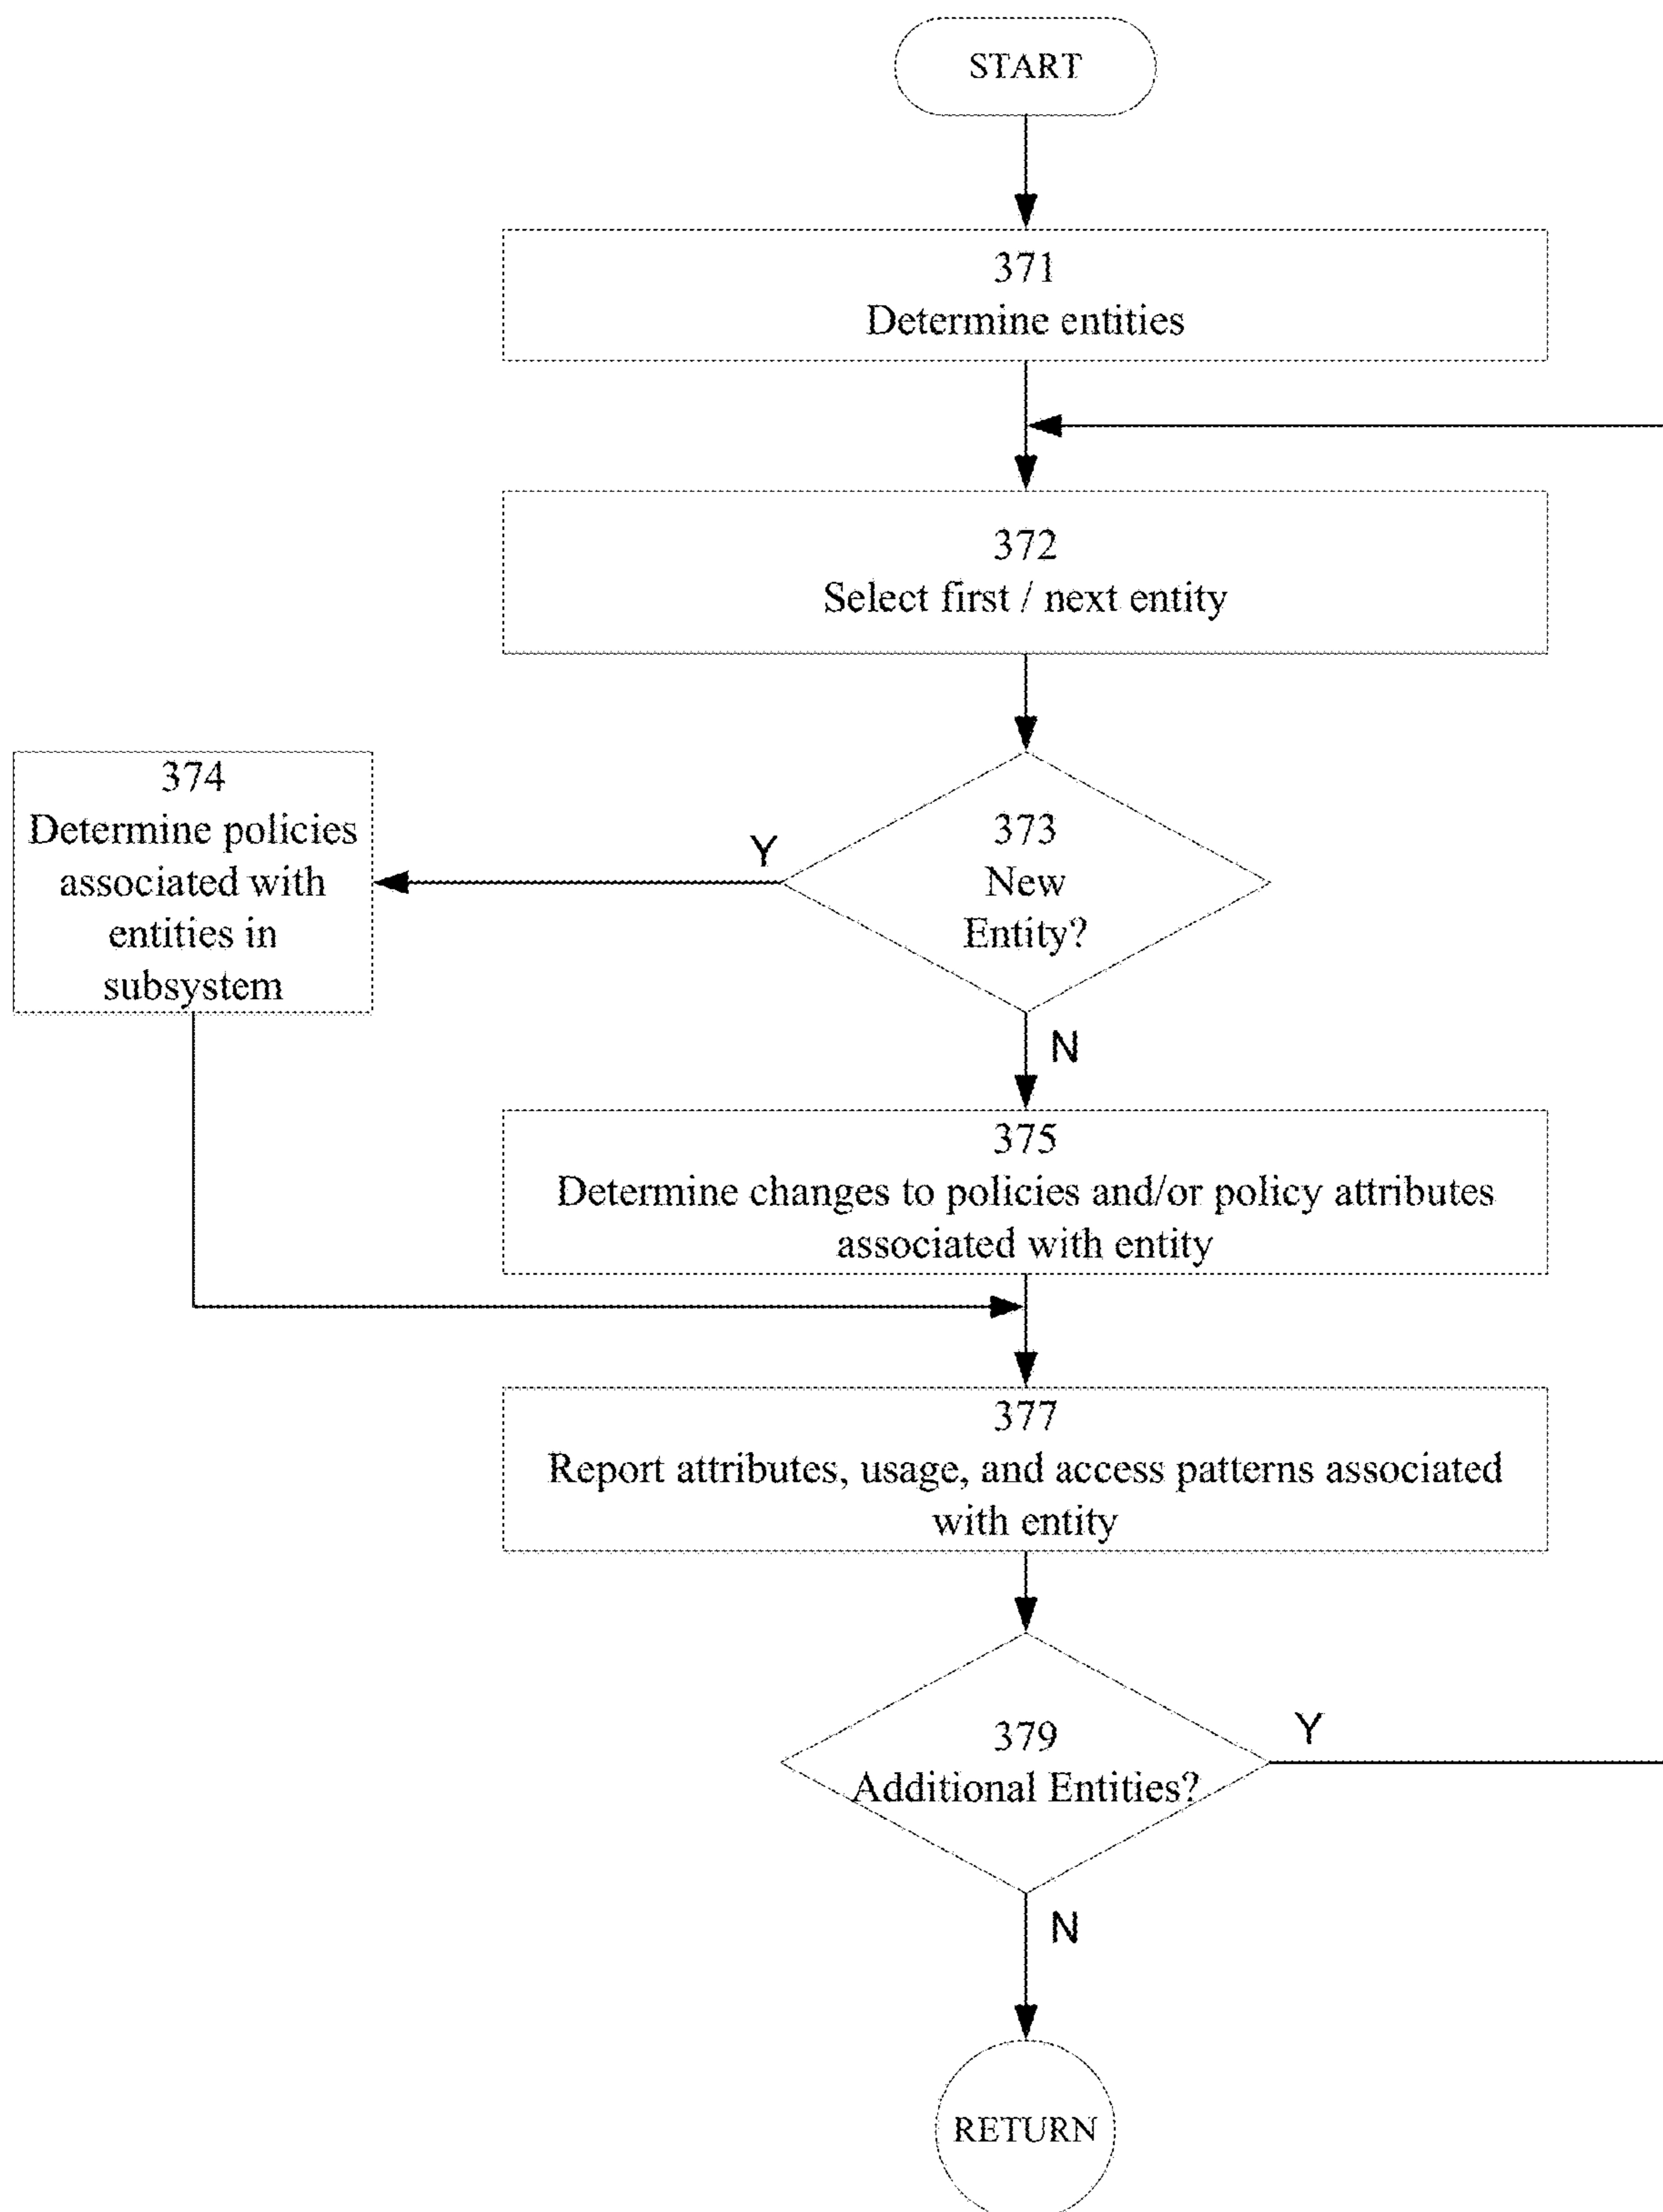 START
371
Determine entities
372
Select first / next entity
373
New
Entity?
Y
374
Determine policies
associated with
entities in
subsystem
N
375
Determine changes to policies and/or policy attributes
associated with entity
377
Report attributes, usage, and access patterns associated
with entity
379
Additional Entities?
Y
N
RETURN